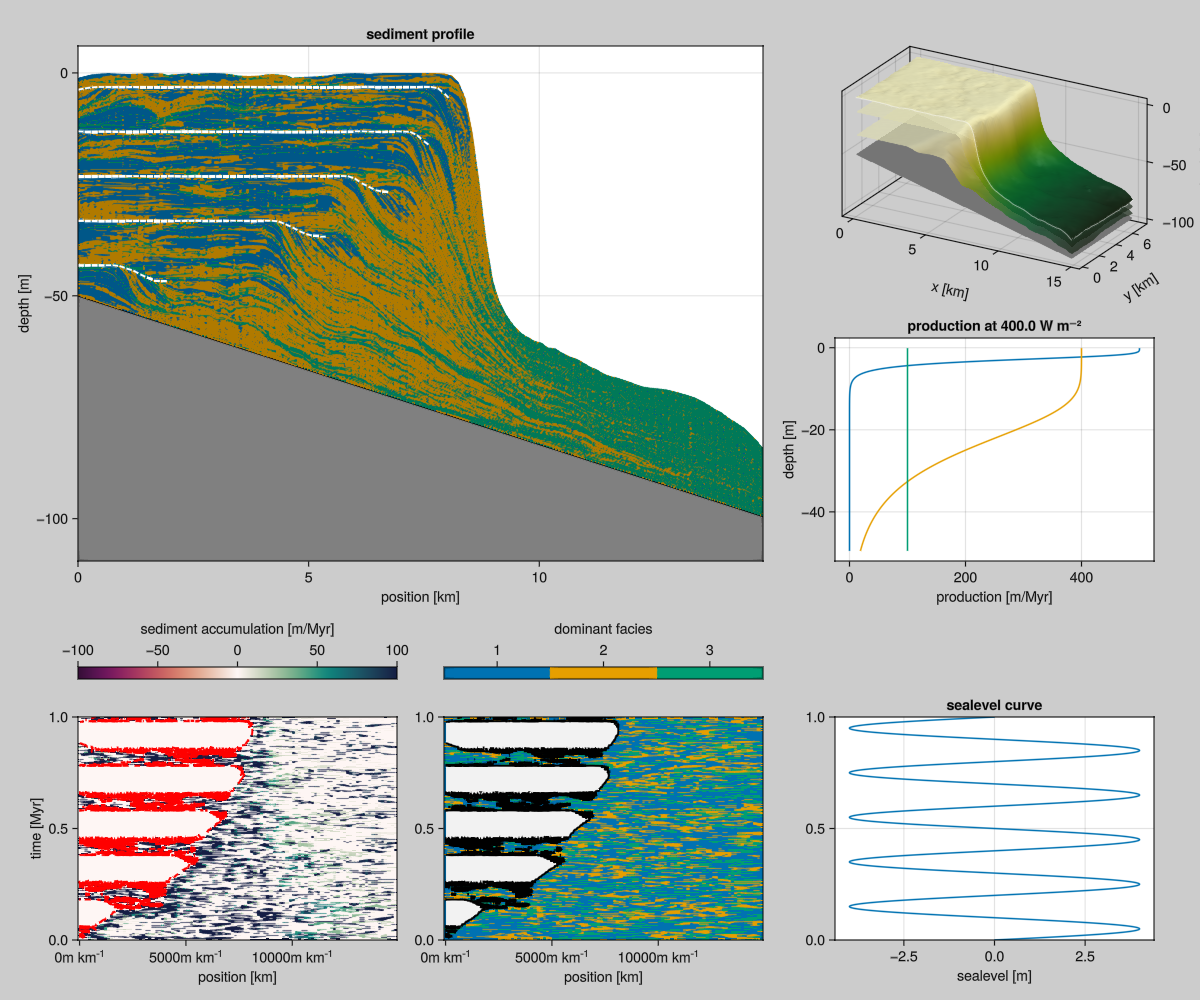 sediment profile
0
−50
−100
depth [m]
0
5
10
position [km]
0
−50
−100
0
5
10
15
x [km]
0
2
4
6
y [km]
production at 400.0 W m⁻²
0
−20
−40
depth [m]
0
200
400
production [m/Myr]
sediment accumulation [m/Myr]
−100
−50
0
50
100
dominant facies
1
2
3
1.0
0.5
0.0
time [Myr]
0m km⁻¹
5000m km⁻¹
10000m km⁻¹
position [km]
1.0
0.5
0.0
0m km⁻¹
5000m km⁻¹
10000m km⁻¹
position [km]
sealevel curve
1.0
0.5
0.0
−2.5
0.0
2.5
sealevel [m]